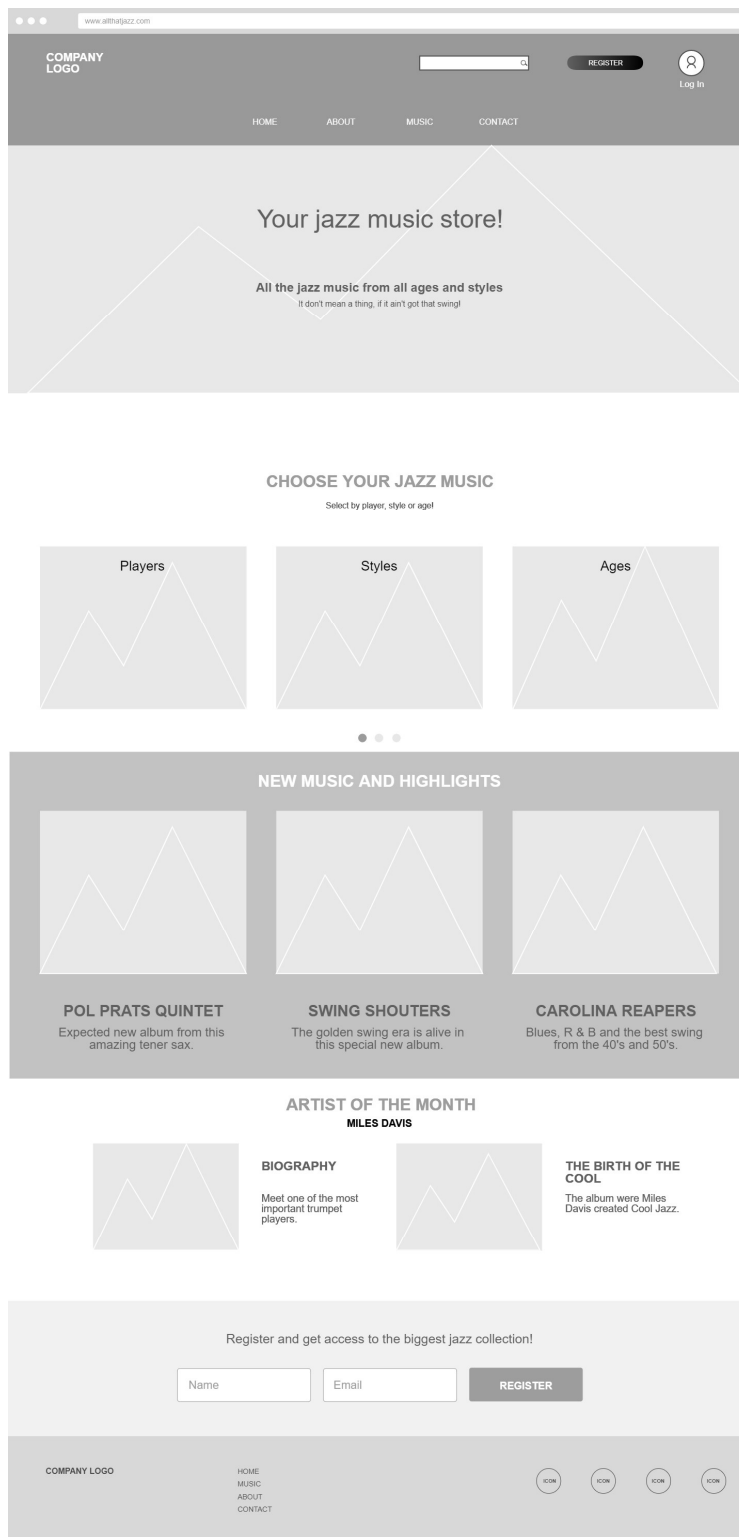 www.allthatjazz.com
COMPANY
LOGO
REGISTER
Log In
HOME
ABOUT
MUSIC
CONTACT
Your jazz music store!
All the jazz music from all ages and styles
It don't mean a thing, if it ain't got that swing!
CHOOSE YOUR JAZZ MUSIC
Select by player, style or age!
Players
Styles
Ages
NEW MUSIC AND HIGHLIGHTS
POL PRATS QUINTET
Expected new album from this
amazing tener sax.
SWING SHOUTERS
The golden swing era is alive in
this special new album.
CAROLINA REAPERS
Blues, R & B and the best swing
from the 40's and 50's.
ARTIST OF THE MONTH
MILES DAVIS
BIOGRAPHY
Meet one of the most
important trumpet
players.
THE BIRTH OF THE
COOL
The album were Miles
Davis created Cool Jazz.
Register and get access to the biggest jazz collection!
Name
Email
REGISTER
COMPANY LOGO
HOME
MUSIC
ABOUT
CONTACT
ICON
ICON
ICON
ICON